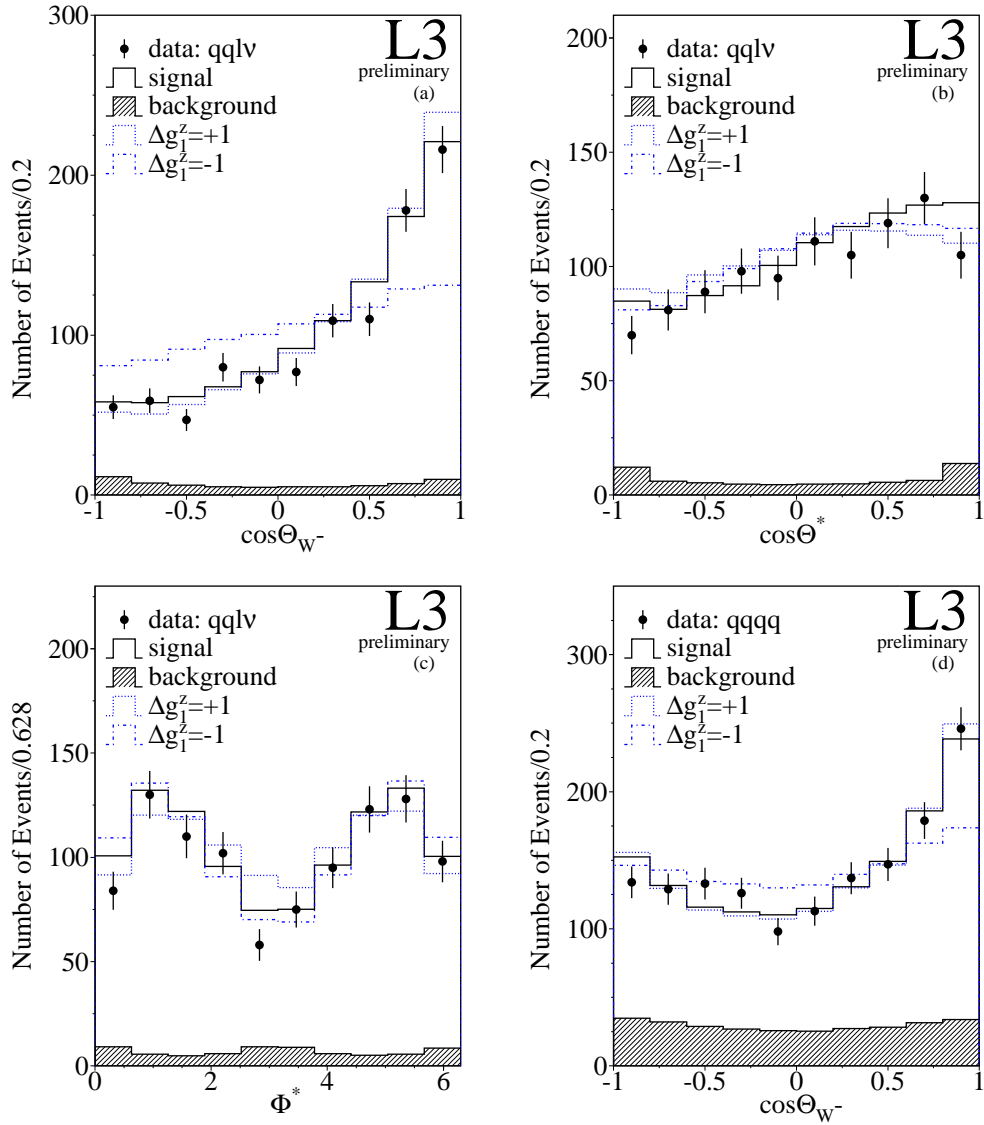 L3
preliminary
(a)
data: qqlν
signal
background
Δg₁ᶻ=+1
Δg₁ᶻ=-1
Number of Events/0.2
300
200
100
0
-1 -0.5 0 0.5 1
cosΘW-
L3
preliminary
(b)
data: qqlν
signal
background
Δg₁ᶻ=+1
Δg₁ᶻ=-1
Number of Events/0.2
200
150
100
50
0
-1 -0.5 0 0.5 1
cosΘ*
L3
preliminary
(c)
data: qqlν
signal
background
Δg₁ᶻ=+1
Δg₁ᶻ=-1
Number of Events/0.628
200
150
100
50
0
0 2 4 6
Φ*
L3
preliminary
(d)
data: qqqq
signal
background
Δg₁ᶻ=+1
Δg₁ᶻ=-1
Number of Events/0.2
300
200
100
0
-1 -0.5 0 0.5 1
cosΘW-